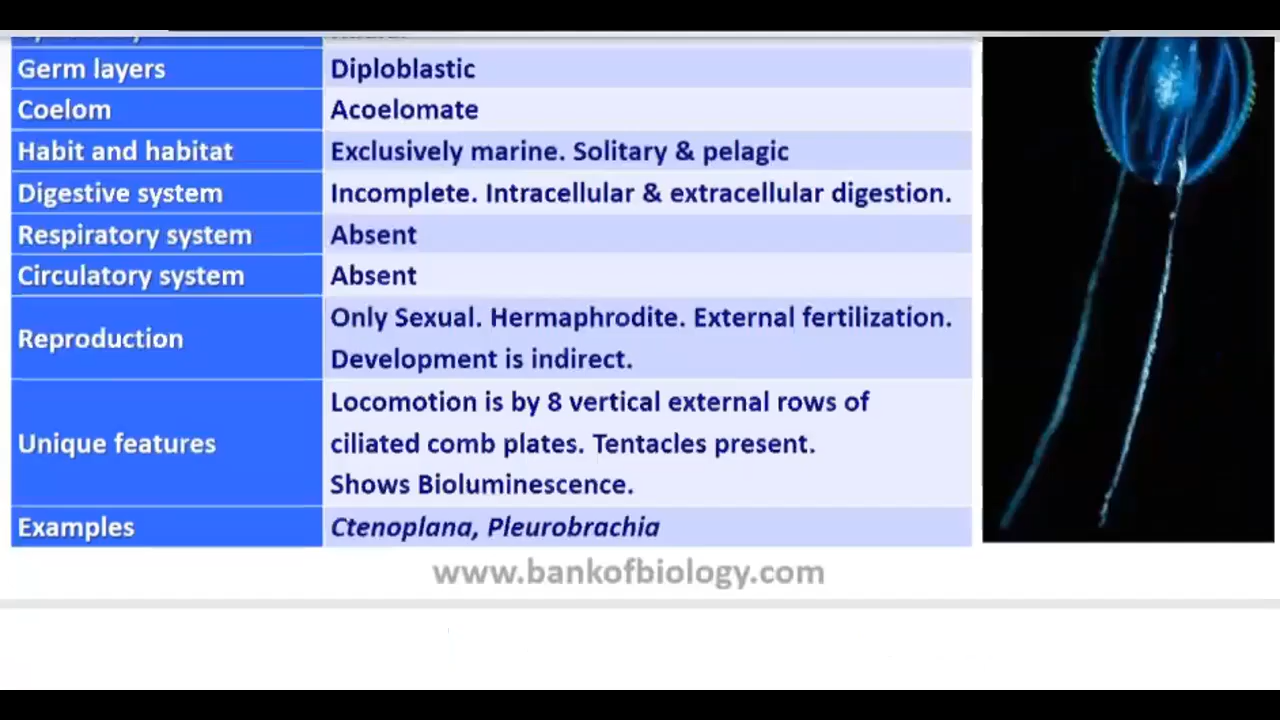 Germ layers Diploblastic
Coelom Acoelomate
Habit and habitat Exclusively marine. Solitary & pelagic
Digestive system Incomplete. Intracellular & extracellular digestion.
Respiratory system Absent
Circulatory system Absent
Reproduction Only Sexual. Hermaphrodite. External fertilization.
Development is indirect.
Unique features Locomotion is by 8 vertical external rows of
ciliated comb plates. Tentacles present.
Shows Bioluminescence.
Examples Ctenoplana, Pleurobrachia
www.bankofbiology.com